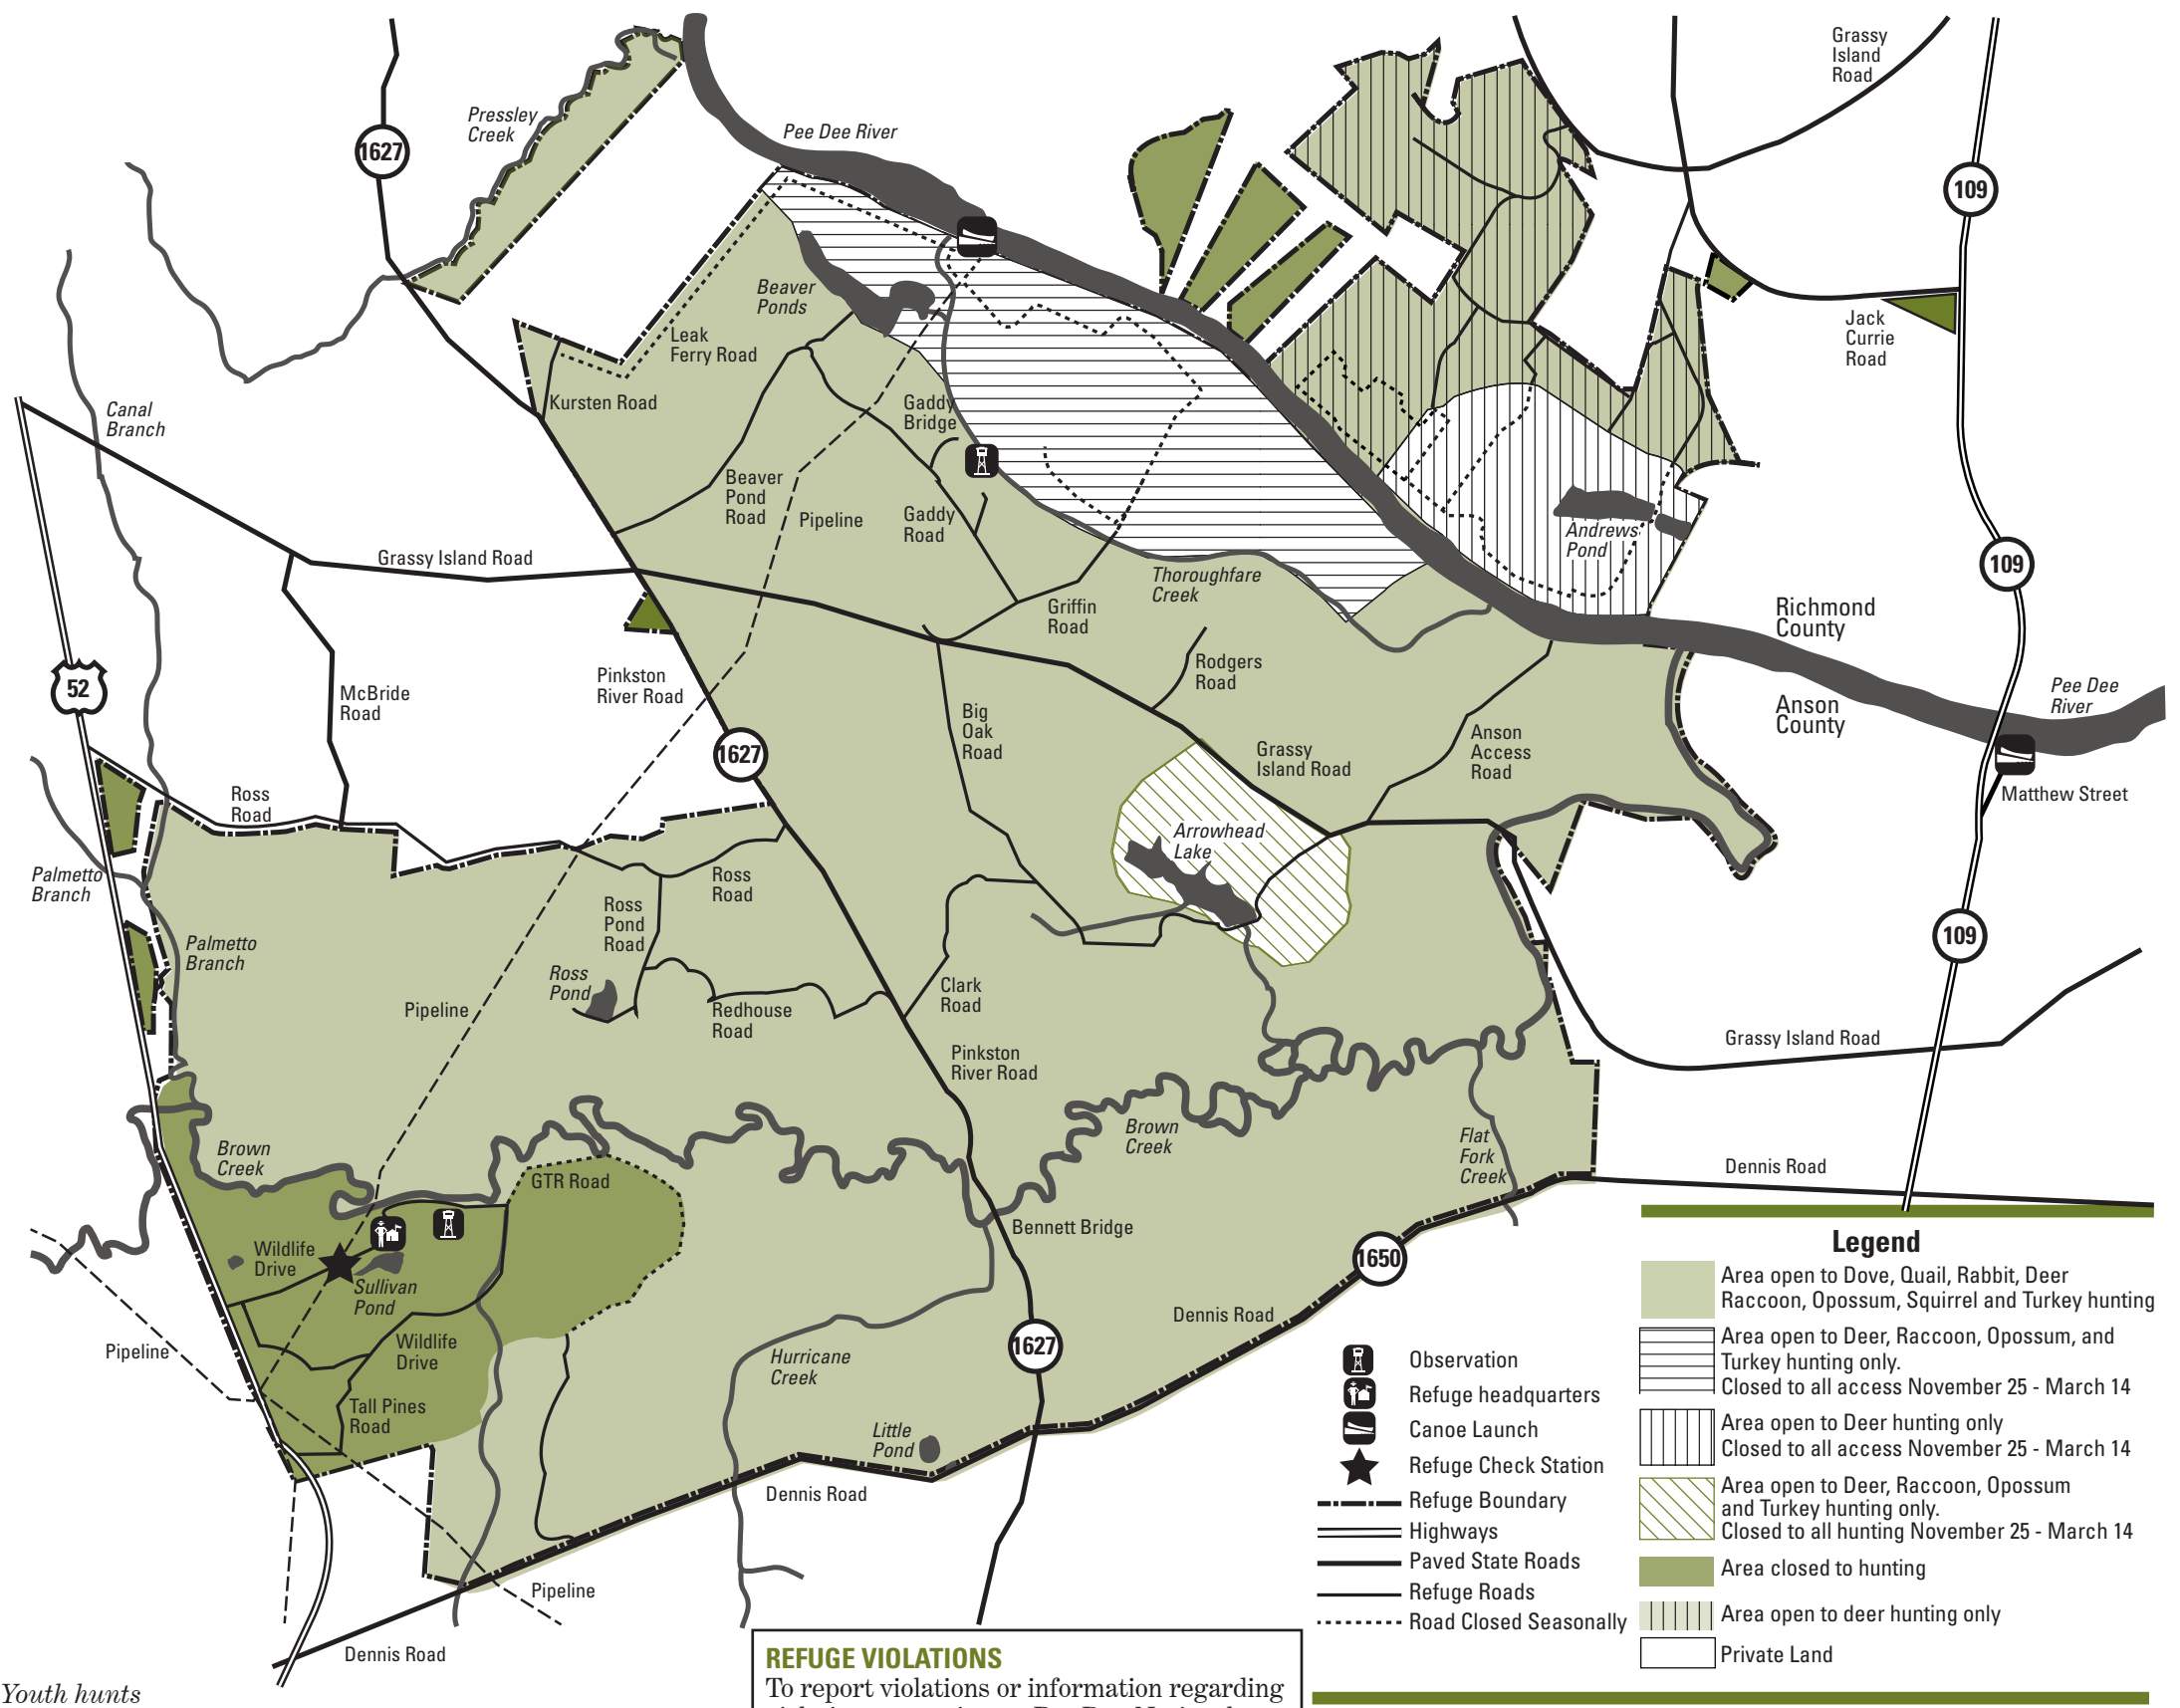 Grassy
Island
Road
Pressley
Creek
Pee Dee River
1627
109
Beaver
Ponds
Leak
Ferry Road
Jack
Currie
Road
Kursten Road
Canal
Branch
Gaddy
Bridge
Beaver
Pond
Road
Pipeline
Gaddy
Road
Andrews
Pond
Grassy Island Road
Thoroughfare
Creek
109
Griffin
Road
Richmond
County
52
McBride
Road
Pinkston
River Road
Rodgers
Road
Pee Dee
River
Anson
County
Big
Oak
Road
Anson
Access
Road
1627
Grassy
Island Road
Matthew Street
Ross
Road
Arrowhead
Lake
Palmetto
Branch
Ross
Road
Ross
Pond
Road
Palmetto
Branch
109
Ross
Pond
Clark
Road
Pipeline
Redhouse
Road
Grassy Island Road
Pinkston
River Road
Brown
Creek
Brown
Creek
Flat
Fork
Creek
Dennis Road
GTR Road
Bennett Bridge
Wildlife
Drive
1650
Sullivan
Pond
Dennis Road
Pipeline
Wildlife
Drive
1627
Hurricane
Creek
Tall Pines
Road
Little
Pond
Dennis Road
Pipeline
Dennis Road
Legend
Area open to Dove, Quail, Rabbit, Deer
Raccoon, Opossum, Squirrel and Turkey hunting
Area open to Deer, Raccoon, Opossum, and
Turkey hunting only.
Closed to all access November 25 - March 14
Area open to Deer hunting only
Closed to all access November 25 - March 14
Area open to Deer, Raccoon, Opossum
and Turkey hunting only.
Closed to all hunting November 25 - March 14
Area closed to hunting
Area open to deer hunting only
Private Land
Observation
Refuge headquarters
Canoe Launch
Refuge Check Station
Refuge Boundary
Highways
Paved State Roads
Refuge Roads
Road Closed Seasonally
REFUGE VIOLATIONS
To report violations or information regarding
Youth hunts